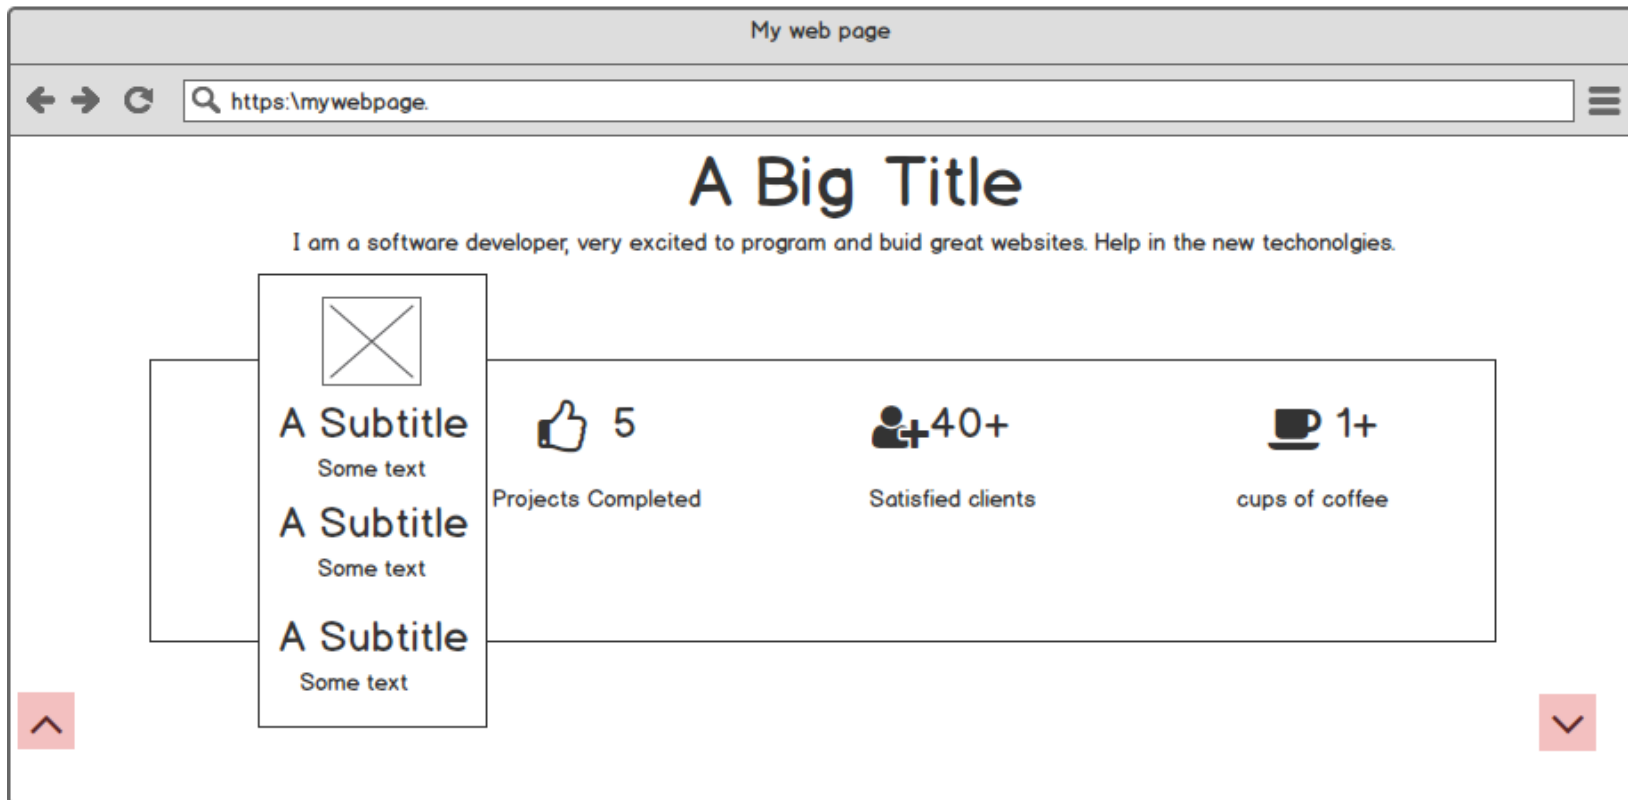 My web page
https:\mywebpage.
A Big Title
I am a software developer, very excited to program and buid great websites. Help in the new techonolgies.
A Subtitle
Some text
A Subtitle
Some text
A Subtitle
Some text
5
Projects Completed
40+
Satisfied clients
1+
cups of coffee